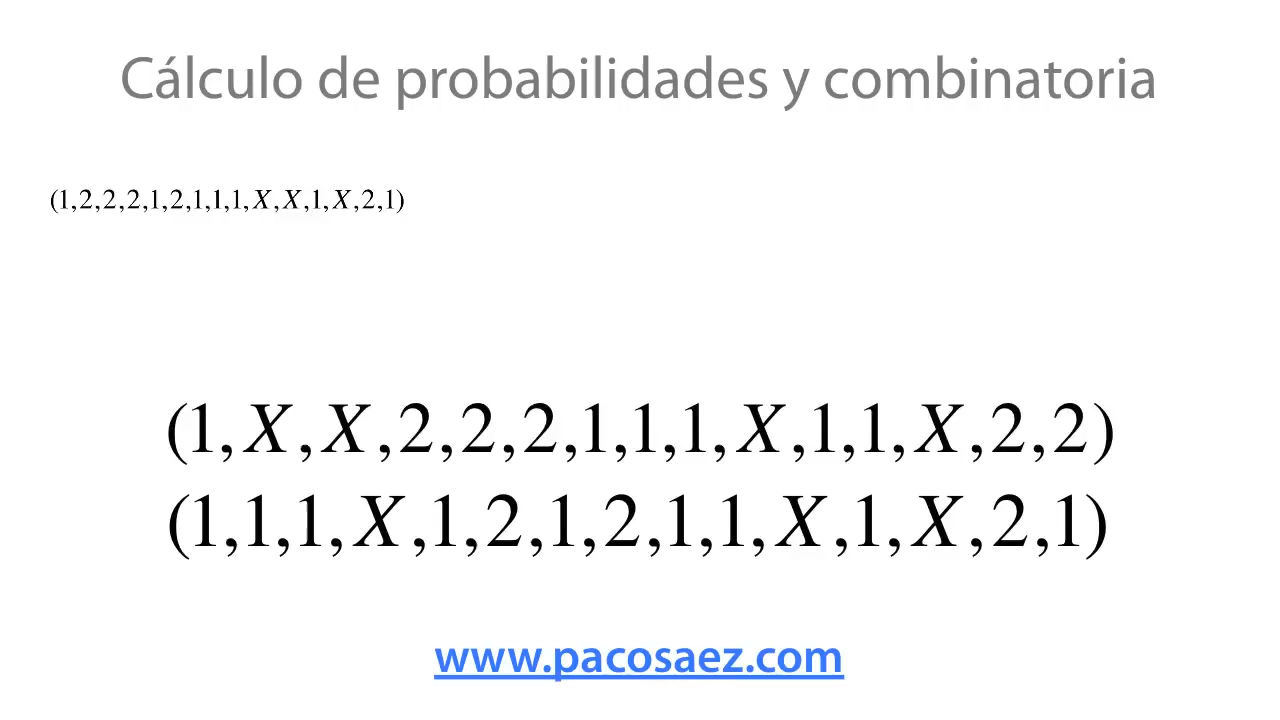 Cálculo de probabilidades y combinatoria
(1,2,2,2,1,2,1,1,1,X,X,1,X,2,1)
(1,X,X,2,2,2,1,1,1,X,1,1,X,2,2)
(1,1,1,X,1,2,1,2,1,1,X,1,X,2,1)
www.pacosaez.com